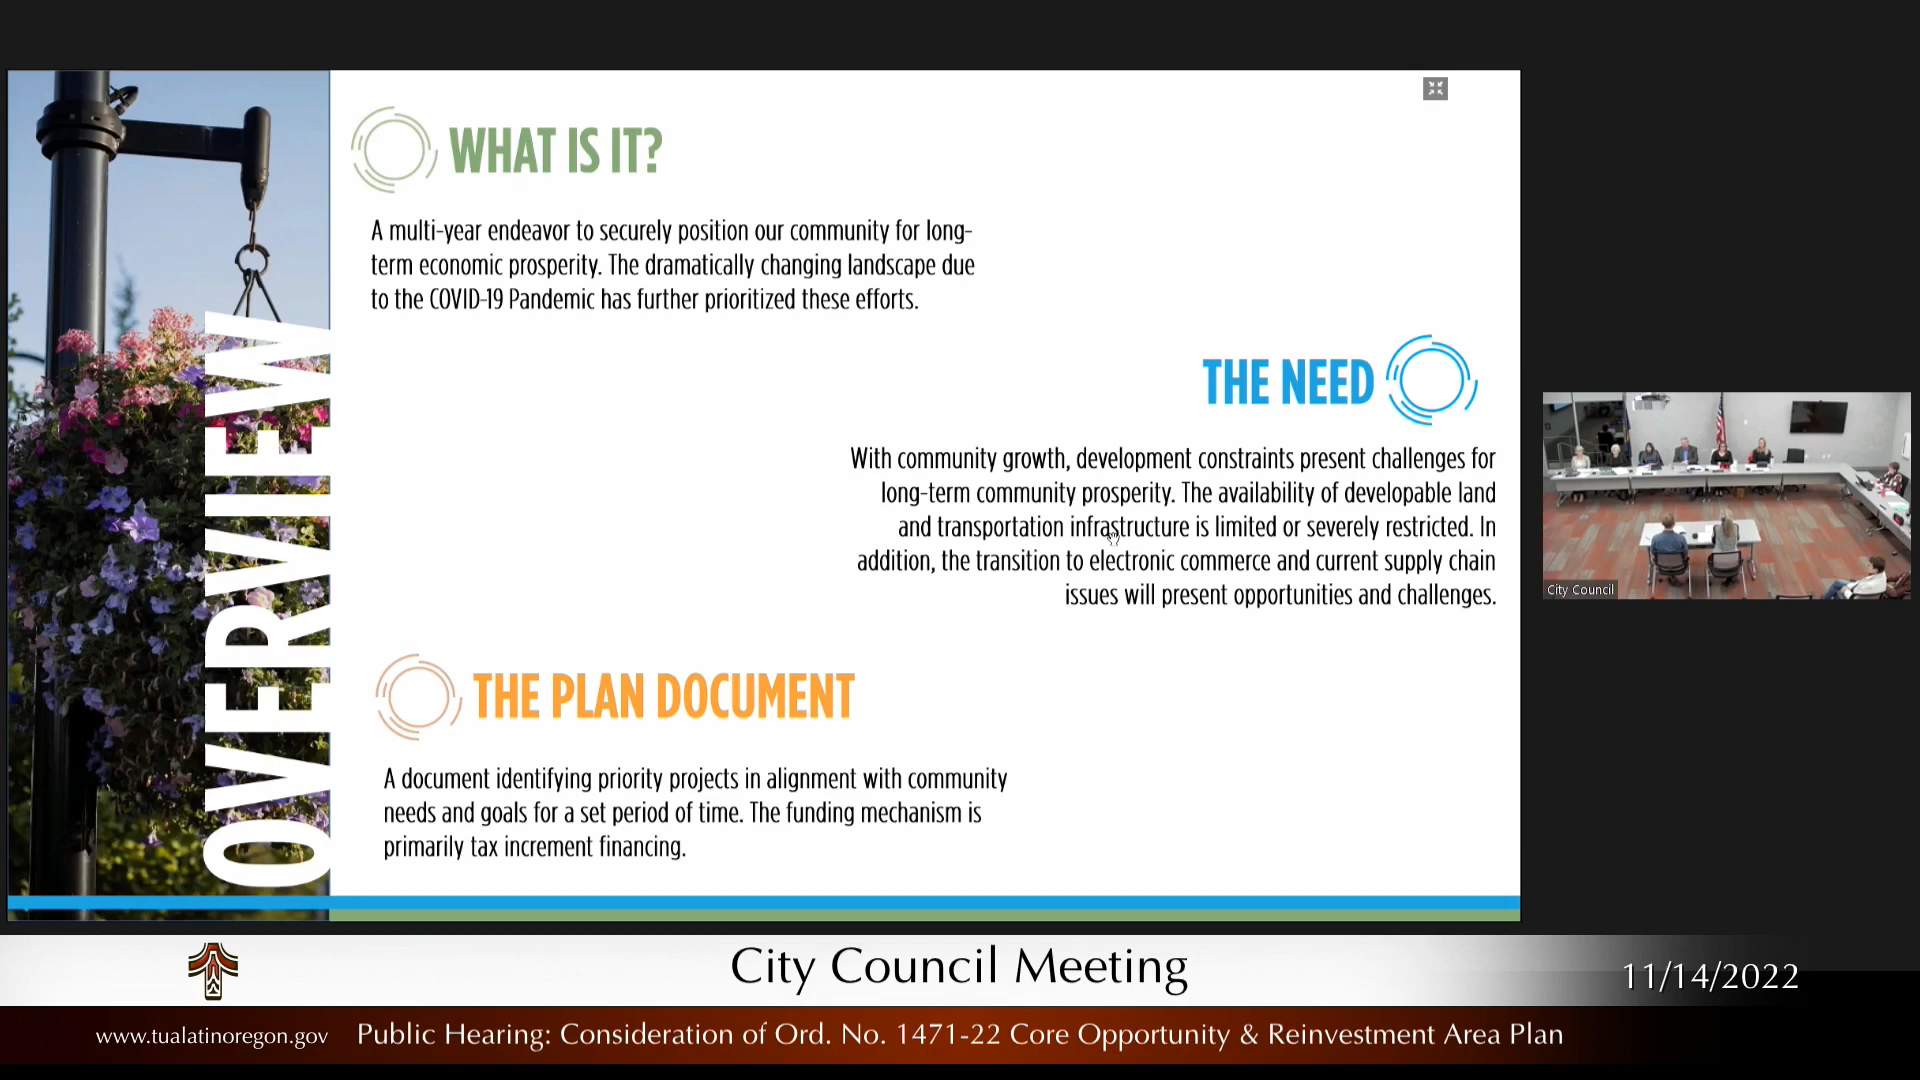 OVERVIEW
WHAT IS IT?
A multi-year endeavor to securely position our community for long-
term economic prosperity. The dramatically changing landscape due
to the COVID-19 Pandemic has further prioritized these efforts.
THE NEED
With community growth, development constraints present challenges for
long-term community prosperity. The availability of developable land
and transportation infrastructure is limited or severely restricted. In
addition, the transition to electronic commerce and current supply chain
issues will present opportunities and challenges.
THE PLAN DOCUMENT
A document identifying priority projects in alignment with community
needs and goals for a set period of time. The funding mechanism is
primarily tax increment financing.
City Council
City Council Meeting
11/14/2022
www.tualatinoregon.gov
Public Hearing: Consideration of Ord. No. 1471-22 Core Opportunity & Reinvestment Area Plan